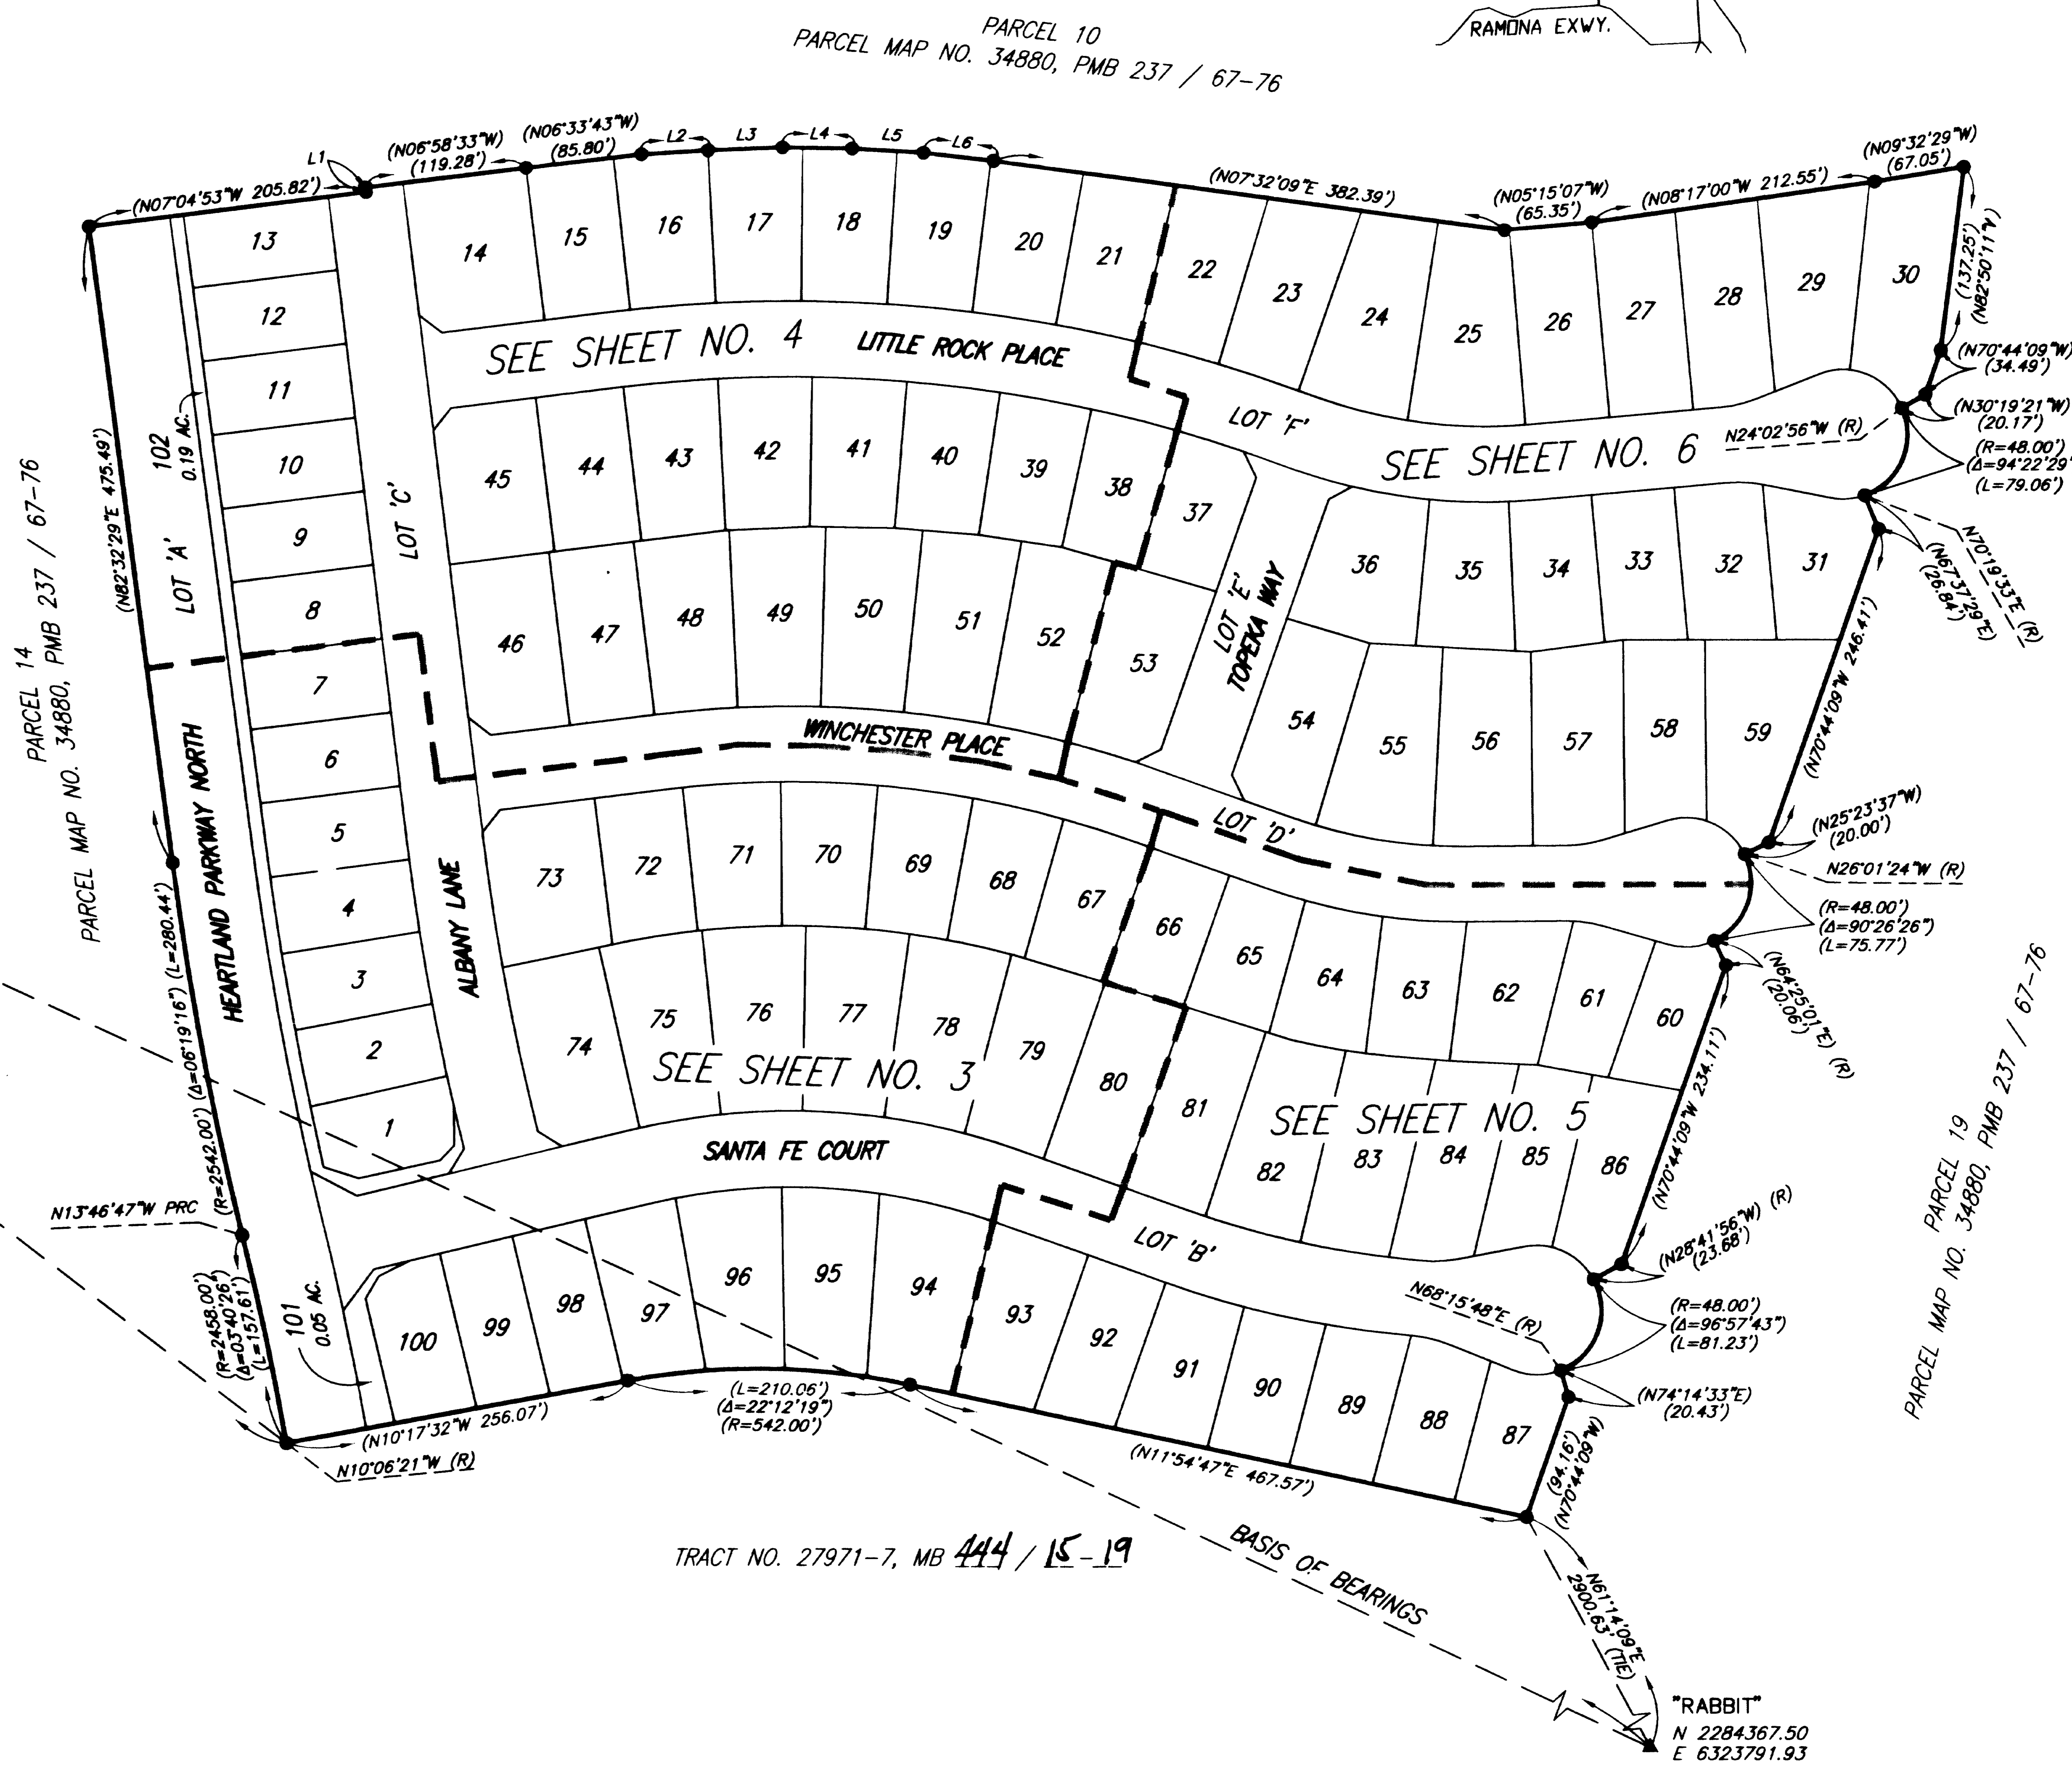 RAMONA EXWY.
PARCEL 10
PARCEL MAP NO. 34880, PMB 237 / 67-76
L1
(N07°04'53"W 205.82')
(N06°58'33"W)
(119.28')
(N06°33'43"W)
(85.80')
L2
L3
L4
L5
L6
(N07°32'09"E 382.39')
(N05°15'07"W)
(65.35')
(N08°17'00"W 212.55')
(N09°32'29"W)
(67.05')
(137.25')
(N82°50'11"W)
(N70°44'09"W)
(34.49')
(N30°19'21"W)
(20.17')
N24°02'56"W (R)
(R=48.00')
(Δ=94°22'29"
(L=79.06')
N70°19'33"E (R)
(N67°37'29"E)
(26.84')
13
12
11
10
9
8
7
6
5
4
3
2
1
14
15
16
17
18
19
20
21
22
23
24
25
26
27
28
29
30
SEE SHEET NO. 4
LITTLE ROCK PLACE
LOT 'F'
SEE SHEET NO. 6
45
44
43
42
41
40
39
38
37
36
35
34
33
32
31
46
47
48
49
50
51
52
53
54
55
56
57
58
59
LOT 'E'
TOPEKA WAY
PARCEL 14
PARCEL MAP NO. 34880, PMB 237 / 67-76
(N82°32'29"E 475.49')
LOT 'A'
102
0.19 AC.
LOT 'C'
HEARTLAND PARKWAY NORTH
ALBANY LANE
WINCHESTER PLACE
LOT 'D'
(N70°44'09"W 246.41')
(N25°23'37"W)
(20.00')
N26°01'24"W (R)
(R=48.00')
(Δ=90°26'26")
(L=75.77')
(N64°25'01"E) (R)
(20.06')
73
72
71
70
69
68
67
66
65
64
63
62
61
60
74
75
76
77
78
79
80
81
82
83
84
85
86
SEE SHEET NO. 3
SEE SHEET NO. 5
(N70°44'09"W 234.11')
PARCEL 19
PARCEL MAP NO. 34880, PMB 237 / 67-76
(R=2542.00') (Δ=06°19'16") (L=280.44')
N13°46'47"W PRC
(R=2458.00')
(Δ=03°40'26")
(L=157.61')
SANTA FE COURT
LOT 'B'
(N28°41'56"W) (R)
(23.68')
N68°15'48"E (R)
(R=48.00')
(Δ=96°57'43")
(L=81.23')
(N74°14'33"E)
(20.43')
101
0.05 AC.
100
99
98
97
96
95
94
93
92
91
90
89
88
87
(94.16')
(N70°44'09"W)
(N10°17'32"W 256.07')
N10°06'21"W (R)
(L=210.06')
(Δ=22°12'19")
(R=542.00')
(N11°54'47"E 467.57')
TRACT NO. 27971-7, MB 444 / 15-19
BASIS OF BEARINGS
N61°14'09"E
2900.63' (TIE)
"RABBIT"
N 2284367.50
E 6323791.93